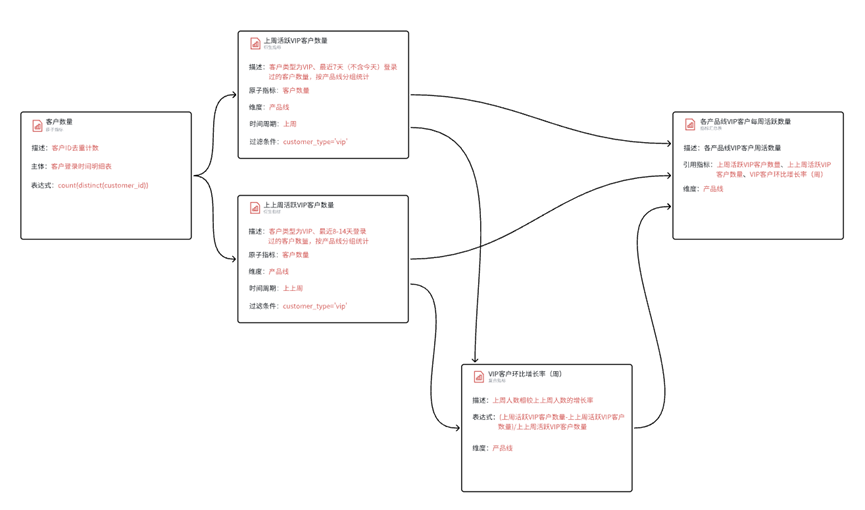 客户数量
原子指标
描述：客户ID去重计数
主体：客户登录时间明细表
表达式：count(distinct(customer_id))
上周活跃VIP客户数量
衍生指标
描述：客户类型为VIP、最近7天（不含今天）登录
过的客户数量，按产品线分组统计
原子指标：客户数量
维度：产品线
时间周期：上周
过滤条件：customer_type='vip'
上上周活跃VIP客户数量
衍生指标
描述：客户类型为VIP、最近8-14天登录
过的客户数量，按产品线分组统计
原子指标：客户数量
维度：产品线
时间周期：上上周
过滤条件：customer_type='vip'
VIP客户环比增长率（周）
复合指标
描述：上周人数相较上上周人数的增长率
表达式：(上周活跃VIP客户数量-上上周活跃VIP客户
数量)/上上周活跃VIP客户数量
维度：产品线
各产品线VIP客户每周活跃数量
描述：各产品线VIP客户周活数量
引用指标：上周活跃VIP客户数量、上上周活跃VIP
客户数量、VIP客户环比增长率（周）
维度：产品线